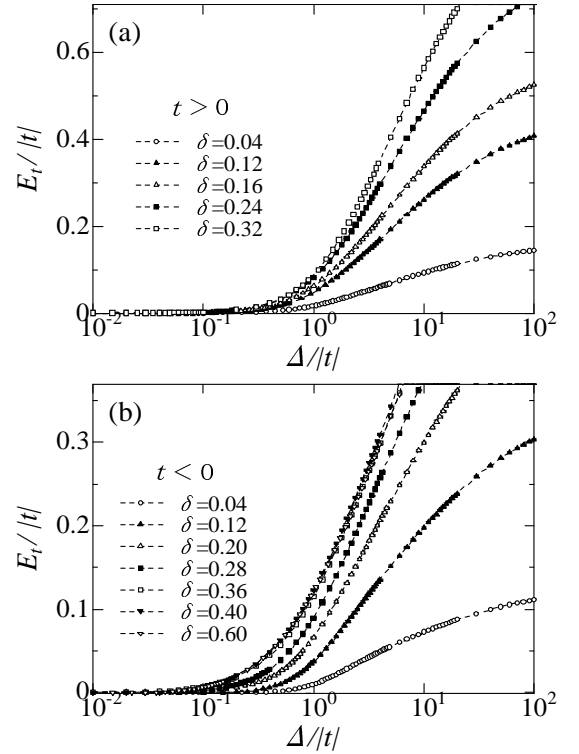 (a)
t > 0
δ=0.04
δ=0.12
δ=0.16
δ=0.24
δ=0.32
E_t/|t|
0.6
0.4
0.2
0
10^-2 10^-1 10^0 10^1 10^2
Δ/|t|
(b)
t < 0
δ=0.04
δ=0.12
δ=0.20
δ=0.28
δ=0.36
δ=0.40
δ=0.60
E_t/|t|
0.3
0.2
0.1
0
10^-2 10^-1 10^0 10^1 10^2
Δ/|t|